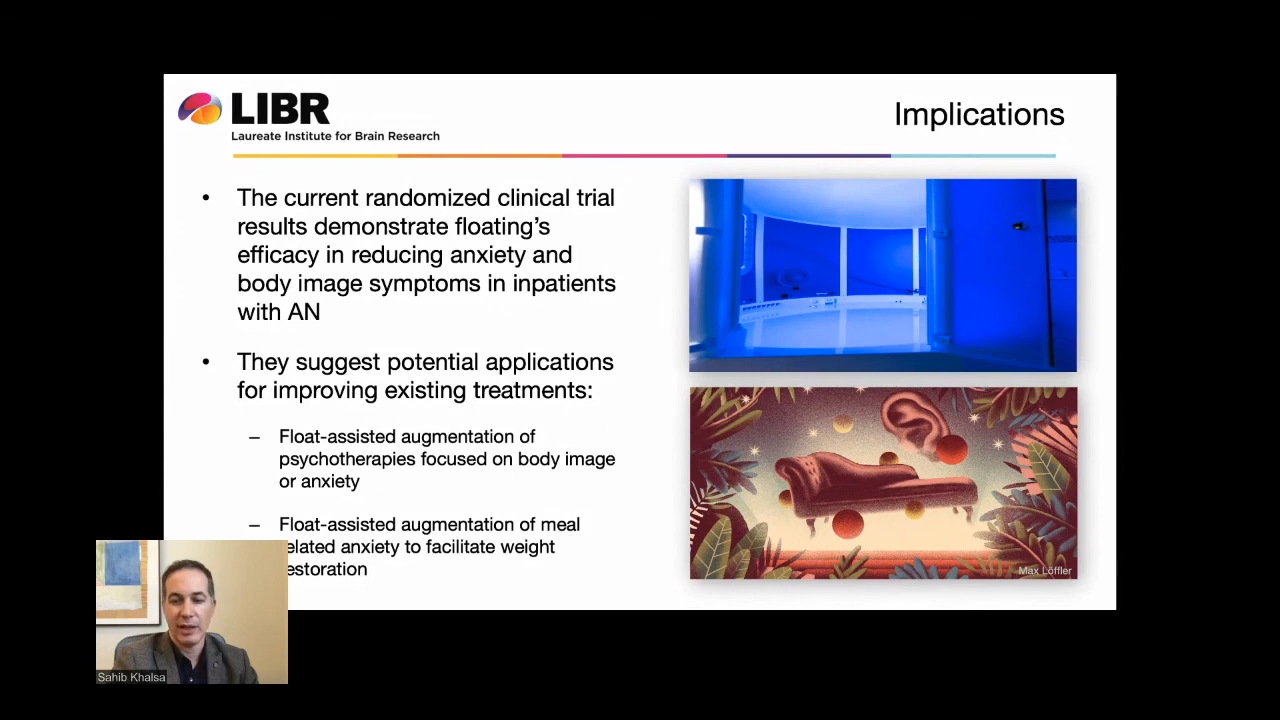 LIBR
Laureate Institute for Brain Research
Implications
• The current randomized clinical trial
results demonstrate floating’s
efficacy in reducing anxiety and
body image symptoms in inpatients
with AN
• They suggest potential applications
for improving existing treatments:
– Float-assisted augmentation of
psychotherapies focused on body image
or anxiety
– Float-assisted augmentation of meal
elated anxiety to facilitate weight
estoration
Max Löffler
Sahib Khalsa